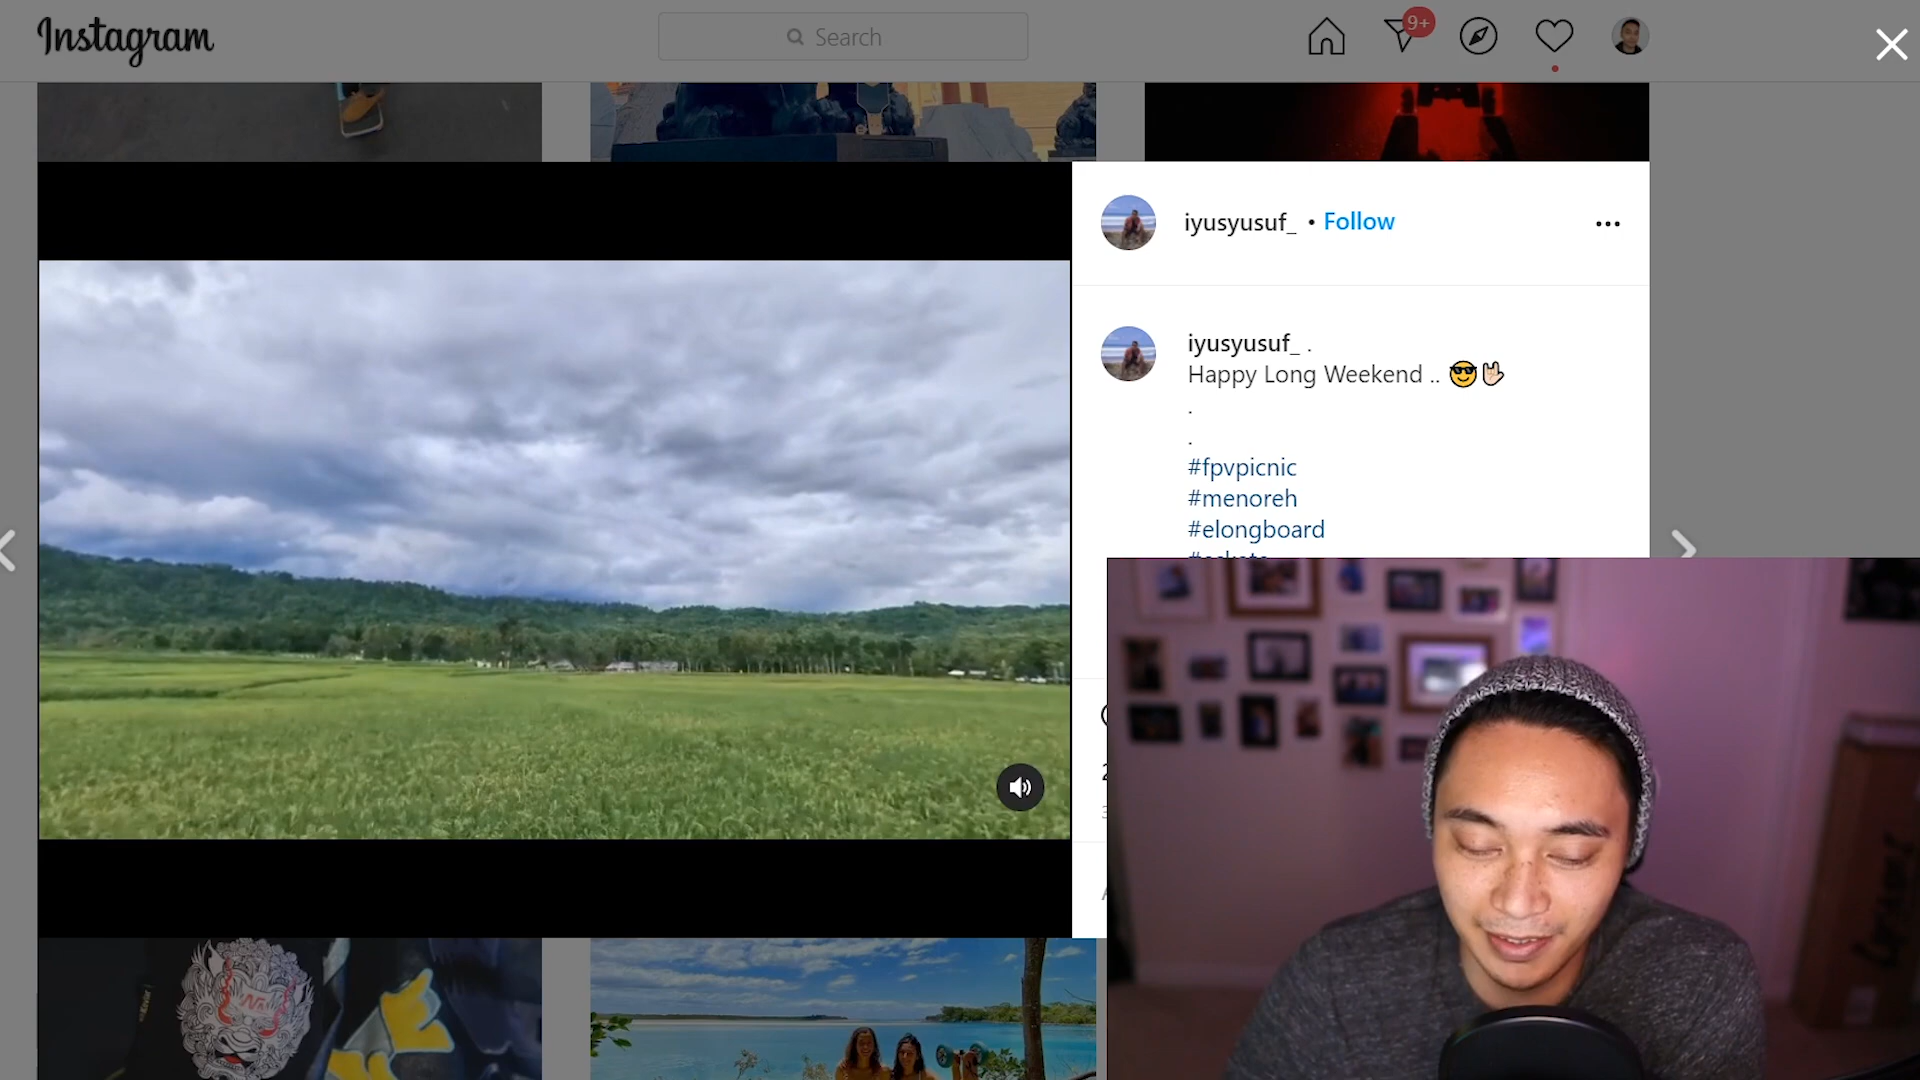 Instagram
Search
9+
iyusyusuf_ • Follow
iyusyusuf_ .
Happy Long Weekend .. 😎🤟🏻
.
.
#fpvpicnic
#menoreh
#elongboard